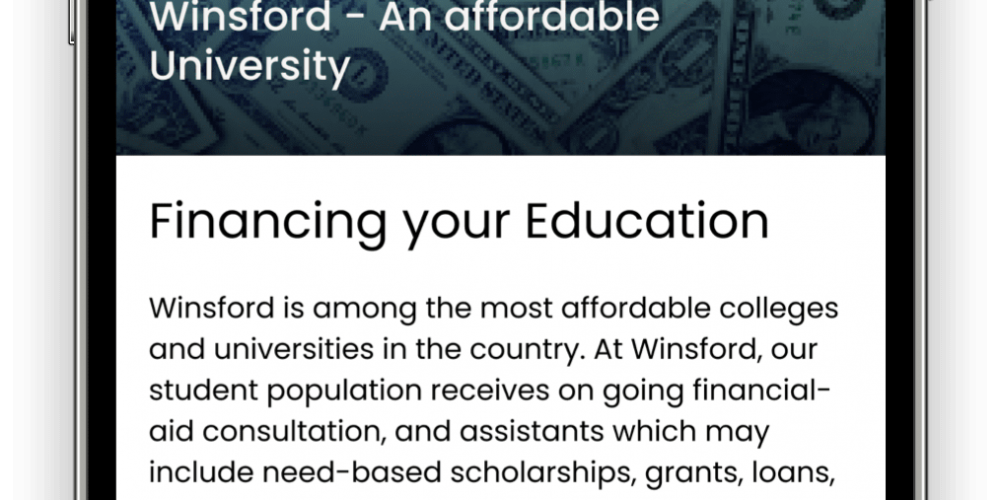 Winsford - An affordable
University
Financing your Education
Winsford is among the most affordable colleges
and universities in the country. At Winsford, our
student population receives on going financial-
aid consultation, and assistants which may
include need-based scholarships, grants, loans,